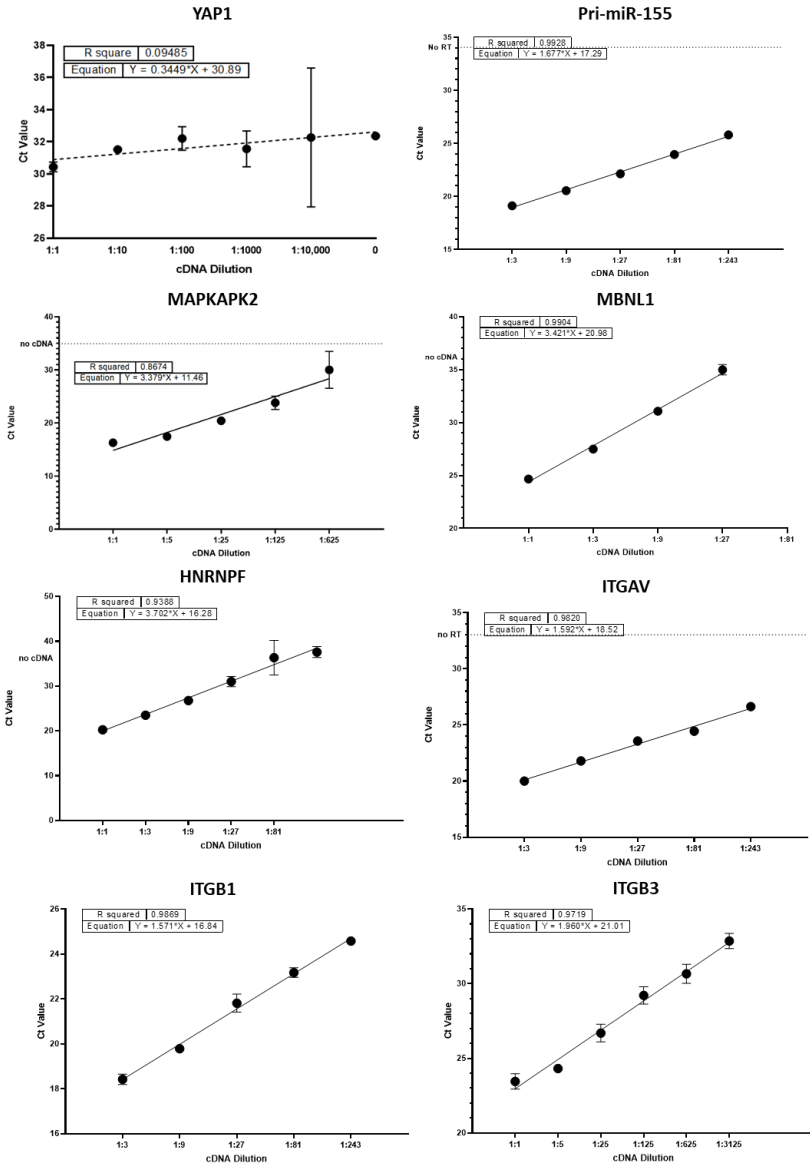 YAP1
R square 0.09485
Equation Y = 0.3449*X + 30.89
38
36
34
32
30
28
26
Ct Value
1:1 1:10 1:100 1:1000 1:10,000 0
cDNA Dilution
Pri-miR-155
R squared 0.9928
Equation Y = 1.677*X + 17.29
35
No RT
30
25
20
15
Ct Value
1:3 1:9 1:27 1:81 1:243
cDNA Dilution
MAPKAPK2
no cDNA
R squared 0.8674
Equation Y = 3.379*X + 11.46
40
30
20
10
0
Ct Value
1:1 1:5 1:25 1:125 1:625
cDNA Dilution
MBNL1
R squared 0.9904
Equation Y = 3.421*X + 20.98
40
no cDNA
35
30
25
20
Ct Value
1:1 1:3 1:9 1:27 1:81
cDNA Dilution
HNRNPF
R squared 0.9388
Equation Y = 3.702*X + 16.28
50
40
no cDNA
30
20
10
0
Ct Value
1:1 1:3 1:9 1:27 1:81
cDNA Dilution
ITGAV
R squared 0.9820
Equation Y = 1.592*X + 18.52
35
no RT
30
25
20
15
Ct Value
1:3 1:9 1:27 1:81 1:243
cDNA Dilution
ITGB1
R squared 0.9869
Equation Y = 1.571*X + 16.84
26
24
22
20
18
16
Ct Value
1:3 1:9 1:27 1:81 1:243
cDNA Dilution
ITGB3
R squared 0.9719
Equation Y = 1.960*X + 21.01
35
30
25
20
Ct Value
1:1 1:5 1:25 1:125 1:625 1:3125
cDNA Dilution